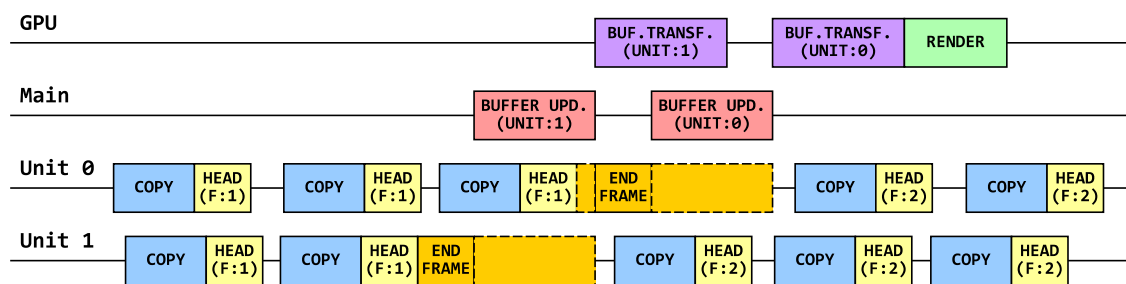 GPU
BUF.TRANSF.
(UNIT:1)
BUF.TRANSF.
(UNIT:0)
RENDER
Main
BUFFER UPD.
(UNIT:1)
BUFFER UPD.
(UNIT:0)
Unit 0
COPY
HEAD
(F:1)
COPY
HEAD
(F:1)
COPY
HEAD
(F:1)
END
FRAME
COPY
HEAD
(F:2)
COPY
HEAD
(F:2)
Unit 1
COPY
HEAD
(F:1)
COPY
HEAD
(F:1)
END
FRAME
COPY
HEAD
(F:2)
COPY
HEAD
(F:2)
COPY
HEAD
(F:2)